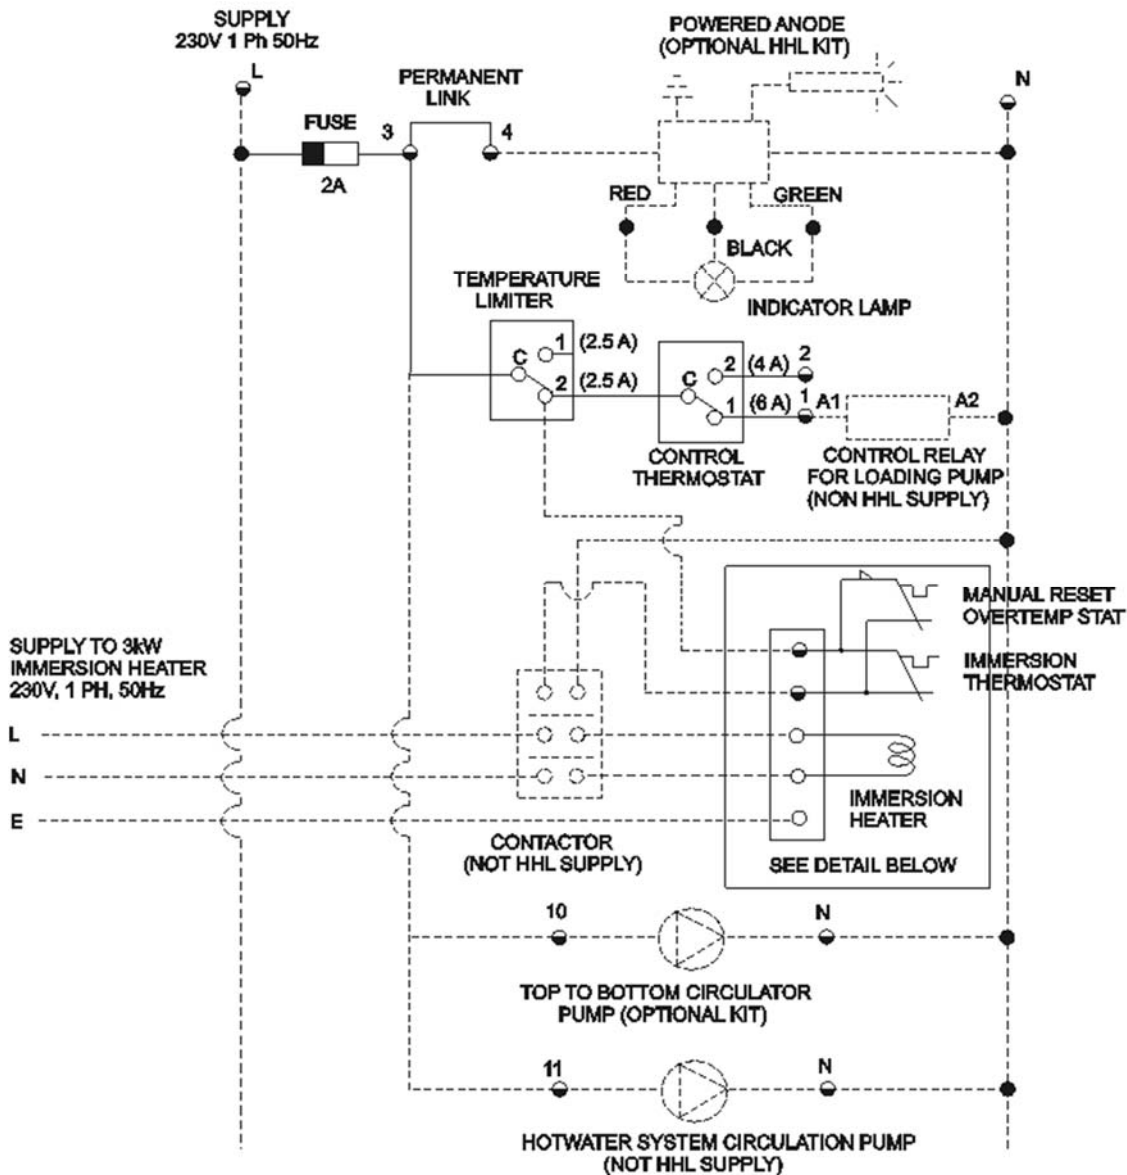 SUPPLY
230V 1 Ph 50Hz
L
POWERED ANODE
(OPTIONAL HHL KIT)
N
PERMANENT
LINK
FUSE
3
4
2A
RED
GREEN
BLACK
INDICATOR LAMP
TEMPERATURE
LIMITER
C
1
(2.5 A)
2
(2.5 A)
C
2
(4 A)
2
1
(6 A)
1
A1
A2
CONTROL
THERMOSTAT
CONTROL RELAY
FOR LOADING PUMP
(NON HHL SUPPLY)
MANUAL RESET
OVERTEMP STAT
IMMERSION
THERMOSTAT
SUPPLY TO 3kW
IMMERSION HEATER
230V, 1 PH, 50Hz
L
N
E
IMMERSION
HEATER
CONTACTOR
(NOT HHL SUPPLY)
SEE DETAIL BELOW
10
N
TOP TO BOTTOM CIRCULATOR
PUMP (OPTIONAL KIT)
11
N
HOTWATER SYSTEM CIRCULATION PUMP
(NOT HHL SUPPLY)